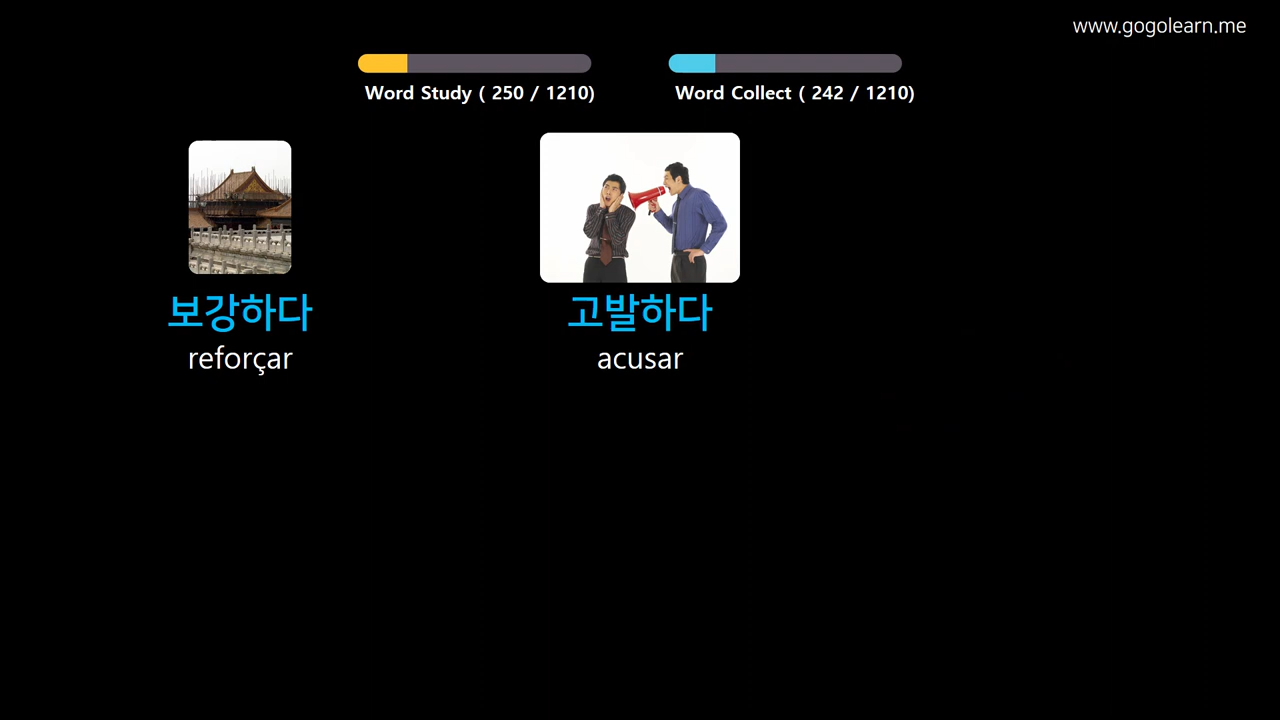 www.gogolearn.me
Word Study ( 250 / 1210)
Word Collect ( 242 / 1210)
보강하다
reforçar
고발하다
acusar